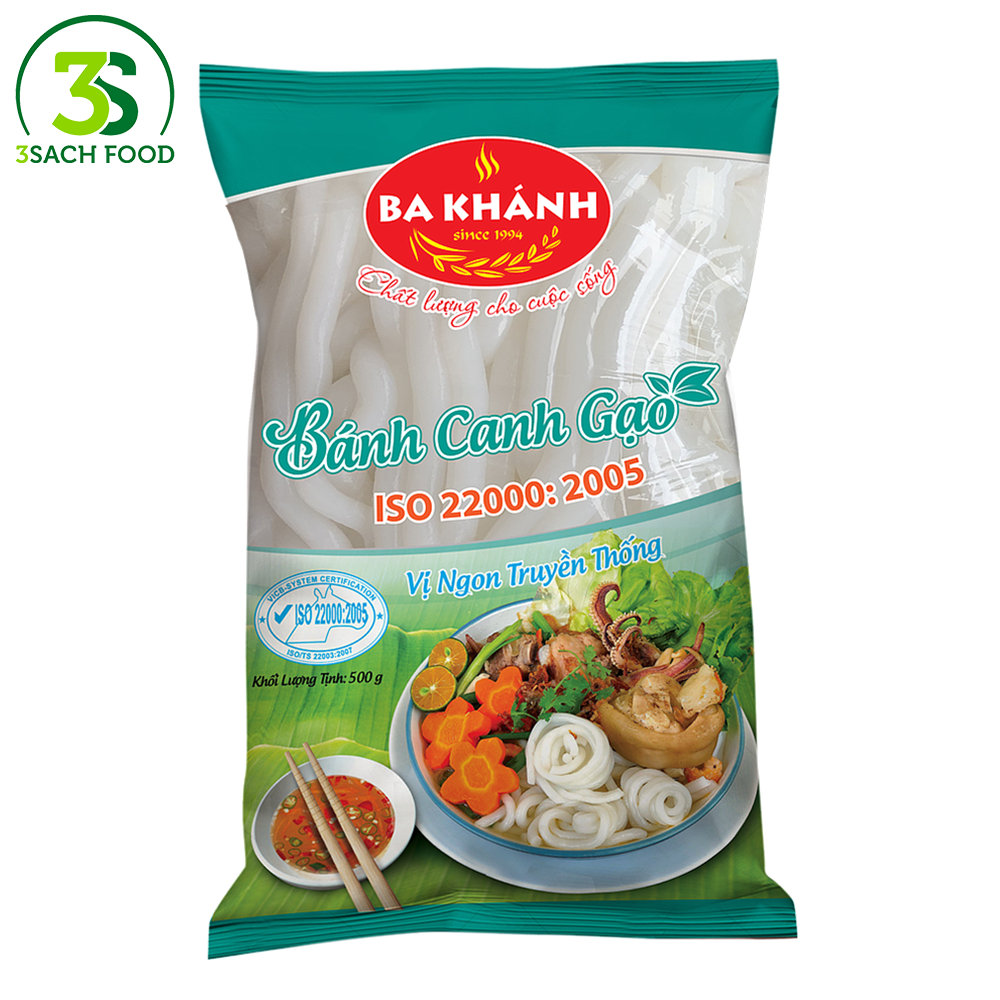 3S
3SACH FOOD
BA KHÁNH
since 1994
Chất lượng cho cuộc sống
Bánh Canh Gạo
ISO 22000: 2005
Vị Ngon Truyền Thống
VICB-SYSTEM CERTIFICATION
ISO 22000:2005
ISO/TS 22003:2007
Khối Lượng Tịnh: 500 g